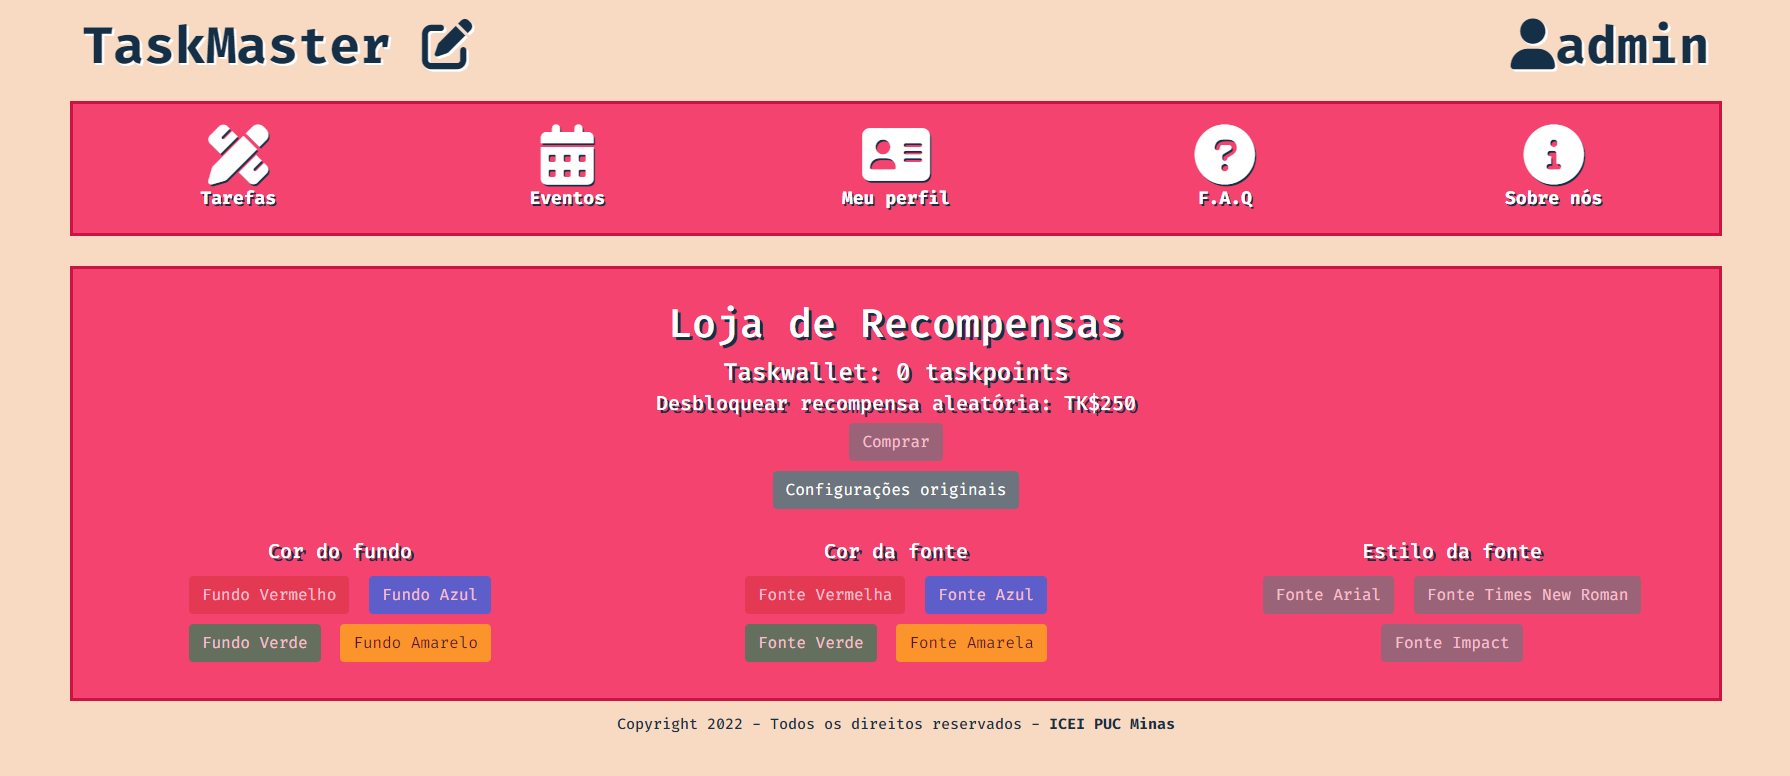 TaskMaster admin
Tarefas Eventos Meu perfil F.A.Q Sobre nós
Loja de Recompensas
Taskwallet: 0 taskpoints
Desbloquear recompensa aleatória: TK$250
Comprar
Configurações originais
Cor do fundo
Fundo Vermelho Fundo Azul
Fundo Verde Fundo Amarelo
Cor da fonte
Fonte Vermelha Fonte Azul
Fonte Verde Fonte Amarela
Estilo da fonte
Fonte Arial Fonte Times New Roman
Fonte Impact
Copyright 2022 - Todos os direitos reservados - ICEI PUC Minas